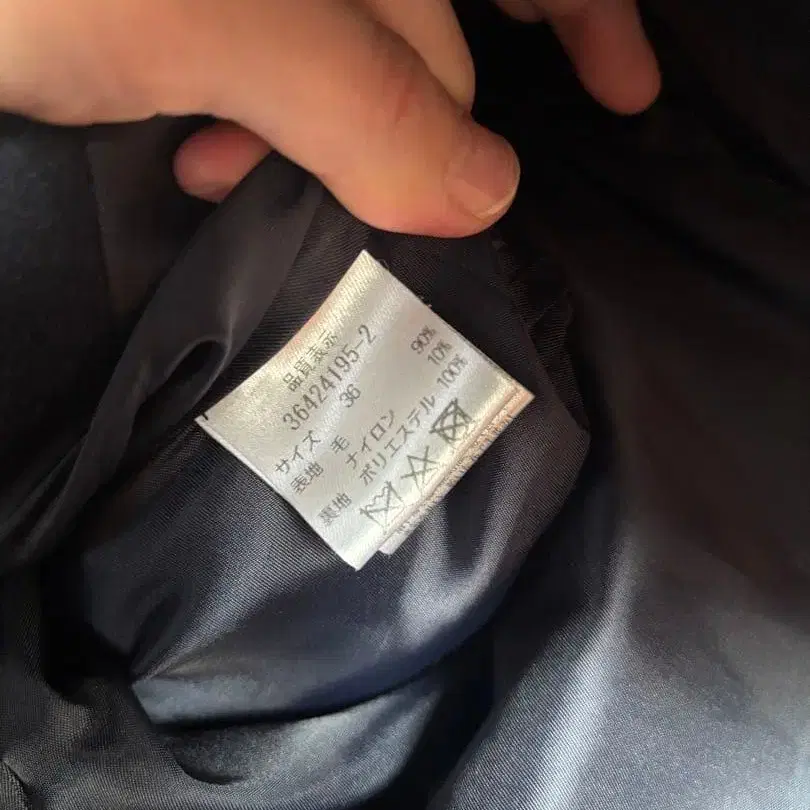 品質表示
36424195-2
サイズ 36
表地 毛 90%
ナイロン 10%
裏地 ポリエステル 100%